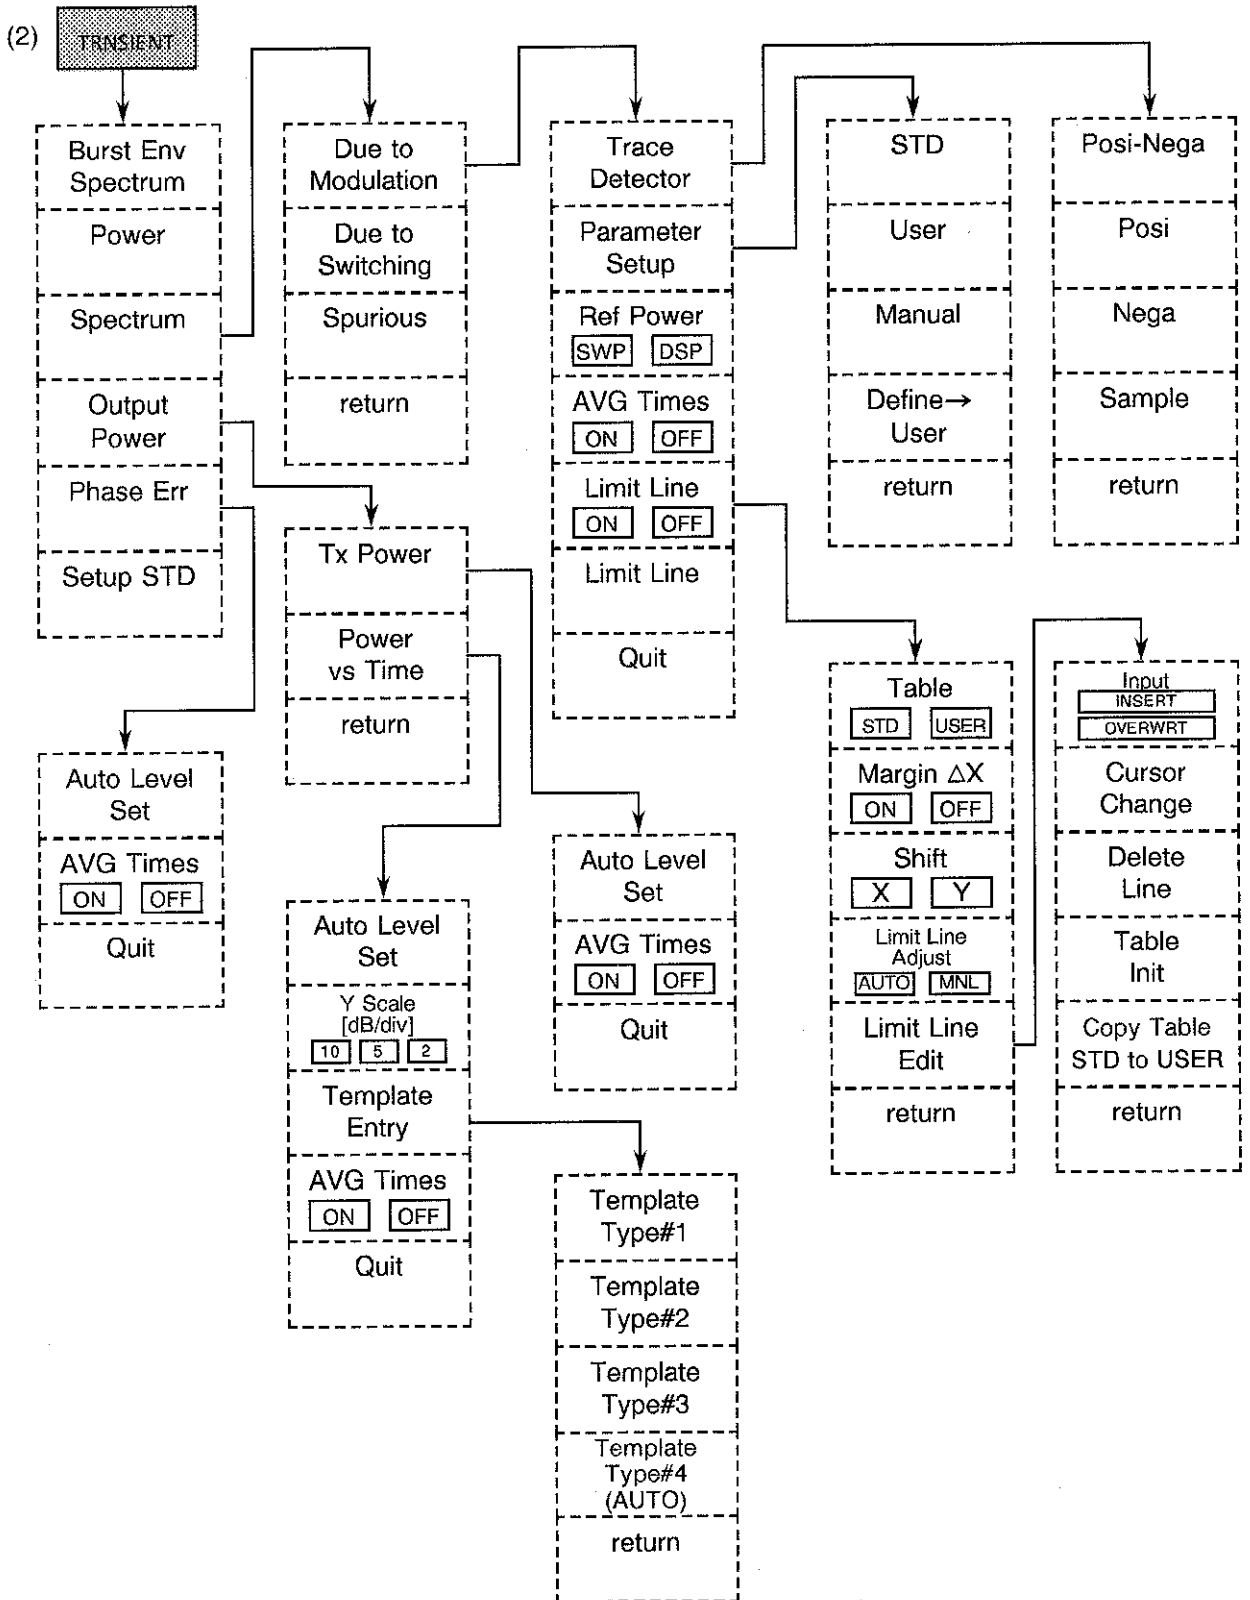 (2)
TRNSIENT
Burst Env
Spectrum
Power
Spectrum
Output
Power
Phase Err
Setup STD
Due to
Modulation
Due to
Switching
Spurious
return
Trace
Detector
Parameter
Setup
Ref Power
SWP DSP
AVG Times
ON OFF
Limit Line
ON OFF
Limit Line
Quit
STD
User
Manual
Define→
User
return
Posi-Nega
Posi
Nega
Sample
return
Tx Power
Power
vs Time
return
Auto Level
Set
AVG Times
ON OFF
Quit
Auto Level
Set
Y Scale
[dB/div]
10 5 2
Template
Entry
AVG Times
ON OFF
Quit
Auto Level
Set
AVG Times
ON OFF
Quit
Template
Type#1
Template
Type#2
Template
Type#3
Template
Type#4
(AUTO)
return
Table
STD USER
Margin ΔX
ON OFF
Shift
X Y
Limit Line
Adjust
AUTO MNL
Limit Line
Edit
return
Input
INSERT
OVERWRT
Cursor
Change
Delete
Line
Table
Init
Copy Table
STD to USER
return